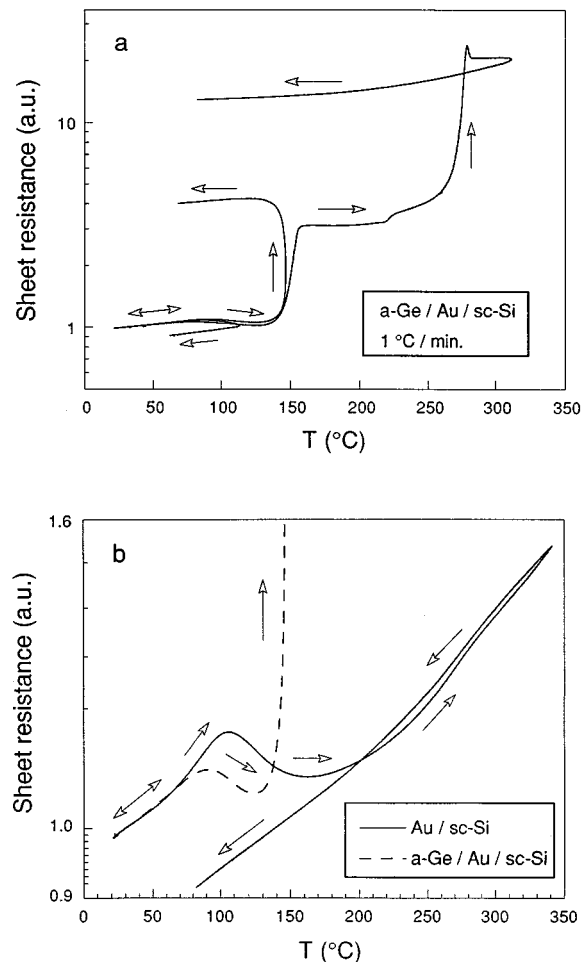 a
Sheet resistance (a.u.)
10
1
a-Ge / Au / sc-Si
1 °C / min.
0 50 100 150 200 250 300 350
T (°C)
b
Sheet resistance (a.u.)
1.6
1.0
0.9
Au / sc-Si
a-Ge / Au / sc-Si
0 50 100 150 200 250 300 350
T (°C)